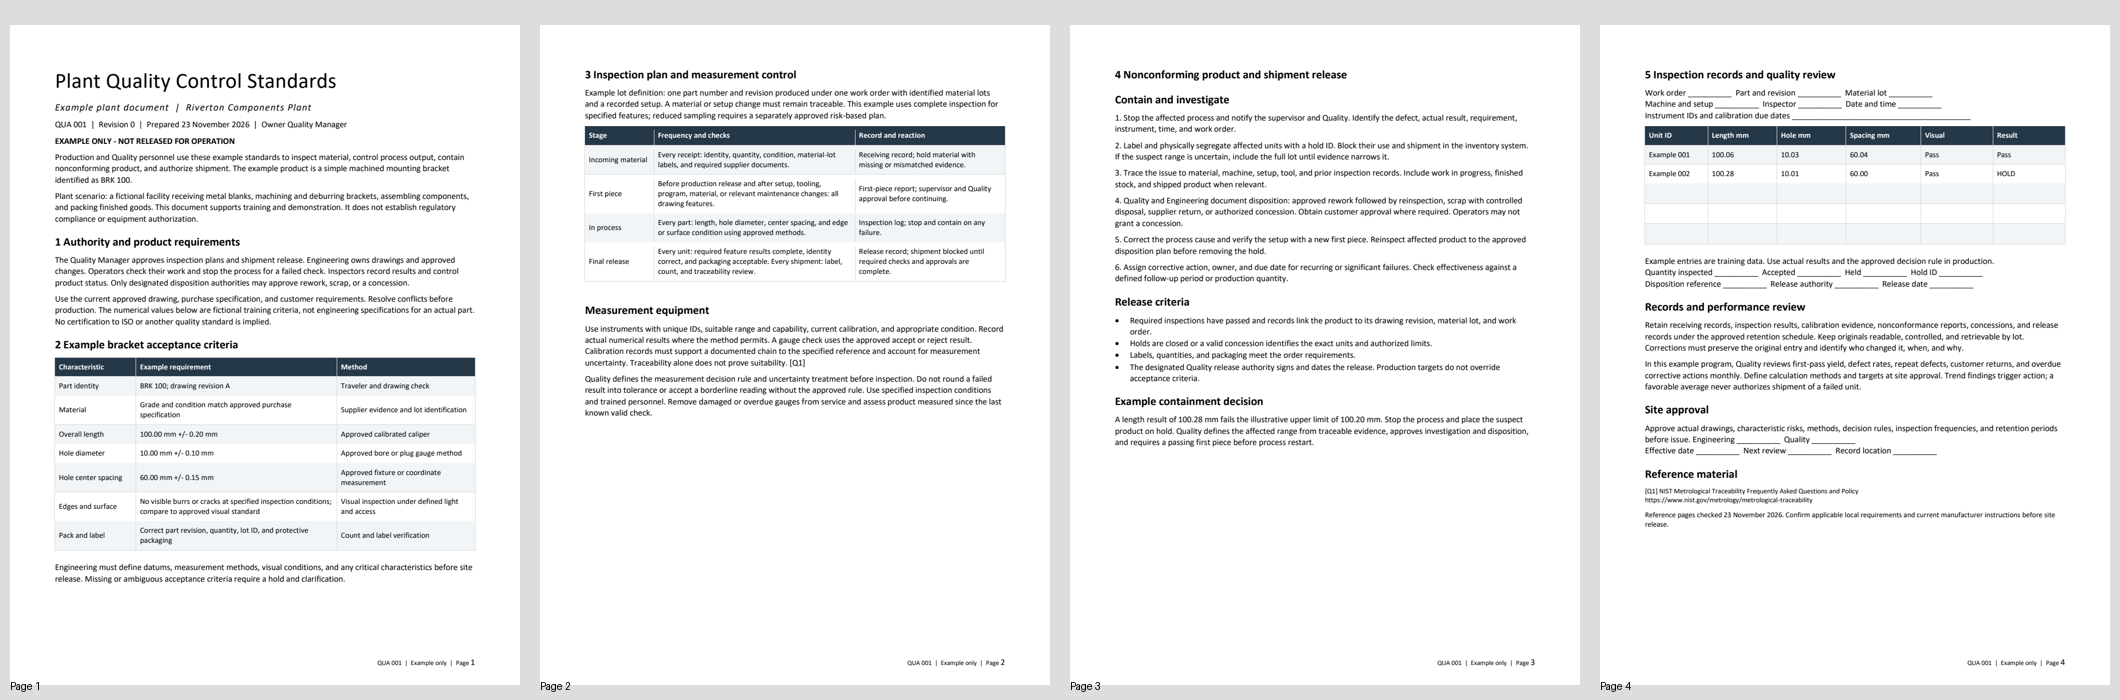 Plant Quality Control Standards
Example plant document | Riverton Components Plant
QUA 001 | Revision 0 | Prepared 23 November 2026 | Owner Quality Manager
EXAMPLE ONLY - NOT RELEASED FOR OPERATION
Production and Quality personnel use these example standards to inspect material, control process output, contain
nonconforming product, and authorize shipment. The example product is a simple machined mounting bracket
identified as BRK 100.
Plant scenario: a fictional facility receiving metal blanks, machining and deburring brackets, assembling components,
and packing finished goods. This document supports training and demonstration. It does not establish regulatory
compliance or equipment authorization.
1 Authority and product requirements
The Quality Manager approves inspection plans and shipment release. Engineering owns drawings and approved
changes. Operators check their work and stop the process for a failed check. Inspectors record results and control
product status. Only designated disposition authorities may approve rework, scrap, or a concession.
Use the current approved drawing, purchase specification, and customer requirements. Resolve conflicts before
production. The numerical values below are fictional training criteria, not engineering specifications for an actual part.
No certification to ISO or another quality standard is implied.
2 Example bracket acceptance criteria
Characteristic Example requirement Method
Part identity BRK 100; drawing revision A Traveler and drawing check
Material Grade and condition match approved purchase specification Supplier evidence and lot identification
Overall length 100.00 mm +/- 0.20 mm Approved calibrated caliper
Hole diameter 10.00 mm +/- 0.10 mm Approved bore or plug gauge method
Hole center spacing 60.00 mm +/- 0.15 mm Approved fixture or coordinate measurement
Edges and surface No visible burrs or cracks at specified inspection conditions; compare to approved visual standard Visual inspection under defined light and access
Pack and label Correct part revision, quantity, lot ID, and protective packaging Count and label verification
Engineering must define datums, measurement methods, visual conditions, and any critical characteristics before site
release. Missing or ambiguous acceptance criteria require a hold and clarification.
QUA 001 | Example only | Page 1
Page 1
3 Inspection plan and measurement control
Example lot definition: one part number and revision produced under one work order with identified material lots
and a recorded setup. A material or setup change must remain traceable. This example uses complete inspection for
specified features; reduced sampling requires a separately approved risk-based plan.
Stage Frequency and checks Record and reaction
Incoming material Every receipt: identity, quantity, condition, material-lot labels, and required supplier documents. Receiving record; hold material with missing or mismatched evidence.
First piece Before production release and after setup, tooling, program, material, or relevant maintenance changes: all drawing features. First-piece report; supervisor and Quality approval before continuing.
In process Every part: length, hole diameter, center spacing, and edge or surface condition using approved methods. Inspection log; stop and contain on any failure.
Final release Every unit: required feature results complete, identity correct, and packaging acceptable. Every shipment: label, count, and traceability review. Release record; shipment blocked until required checks and approvals are complete.
Measurement equipment
Use instruments with unique IDs, suitable range and capability, current calibration, and appropriate condition. Record
actual numerical results where the method permits. A gauge check uses the approved accept or reject result.
Calibration records must support a documented chain to the specified reference and account for measurement
uncertainty. Traceability alone does not prove suitability. [Q1]
Quality defines the measurement decision rule and uncertainty treatment before inspection. Do not round a failed
result into tolerance or accept a borderline reading without the approved rule. Use specified inspection conditions
and trained personnel. Remove damaged or overdue gauges from service and assess product measured since the last
known valid check.
QUA 001 | Example only | Page 2
Page 2
4 Nonconforming product and shipment release
Contain and investigate
1. Stop the affected process and notify the supervisor and Quality. Identify the defect, actual result, requirement,
instrument, time, and work order.
2. Label and physically segregate affected units with a hold ID. Block their use and shipment in the inventory system.
If the suspect range is uncertain, include the full lot until evidence narrows it.
3. Trace the issue to material, machine, setup, tool, and prior inspection records. Include work in progress, finished
stock, and shipped product when relevant.
4. Quality and Engineering document disposition: approved rework followed by reinspection, scrap with controlled
disposal, supplier return, or authorized concession. Obtain customer approval where required. Operators may not
grant a concession.
5. Correct the process cause and verify the setup with a new first piece. Reinspect affected product to the approved
disposition plan before removing the hold.
6. Assign corrective action, owner, and due date for recurring or significant failures. Check effectiveness against a
defined follow-up period or production quantity.
Release criteria
• Required inspections have passed and records link the product to its drawing revision, material lot, and work
order.
• Holds are closed or a valid concession identifies the exact units and authorized limits.
• Labels, quantities, and packaging meet the order requirements.
• The designated Quality release authority signs and dates the release. Production targets do not override
acceptance criteria.
Example containment decision
A length result of 100.28 mm fails the illustrative upper limit of 100.20 mm. Stop the process and place the suspect
product on hold. Quality defines the affected range from traceable evidence, approves investigation and disposition,
and requires a passing first piece before process restart.
QUA 001 | Example only | Page 3
Page 3
5 Inspection records and quality review
Work order __________ Part and revision __________ Material lot __________
Machine and setup __________ Inspector __________ Date and time __________
Instrument IDs and calibration due dates ________________________________________
Unit ID Length mm Hole mm Spacing mm Visual Result
Example 001 100.06 10.03 60.04 Pass Pass
Example 002 100.28 10.01 60.00 Pass HOLD
Example entries are training data. Use actual results and the approved decision rule in production.
Quantity inspected __________ Accepted __________ Held __________ Hold ID __________
Disposition reference __________ Release authority __________ Release date __________
Records and performance review
Retain receiving records, inspection results, calibration evidence, nonconformance reports, concessions, and release
records under the approved retention schedule. Keep originals readable, controlled, and retrievable by lot.
Corrections must preserve the original entry and identify who changed it, when, and why.
In this example program, Quality reviews first-pass yield, defect rates, repeat defects, customer returns, and overdue
corrective actions monthly. Define calculation methods and targets at site approval. Trend findings trigger action; a
favorable average never authorizes shipment of a failed unit.
Site approval
Approve actual drawings, characteristic risks, methods, decision rules, inspection frequencies, and retention periods
before issue. Engineering __________ Quality __________
Effective date __________ Next review __________ Record location __________
Reference material
[Q1] NIST Metrological Traceability Frequently Asked Questions and Policy
https://www.nist.gov/metrology/metrological-traceability
Reference pages checked 23 November 2026. Confirm applicable local requirements and current manufacturer instructions before site
release.
QUA 001 | Example only | Page 4
Page 4